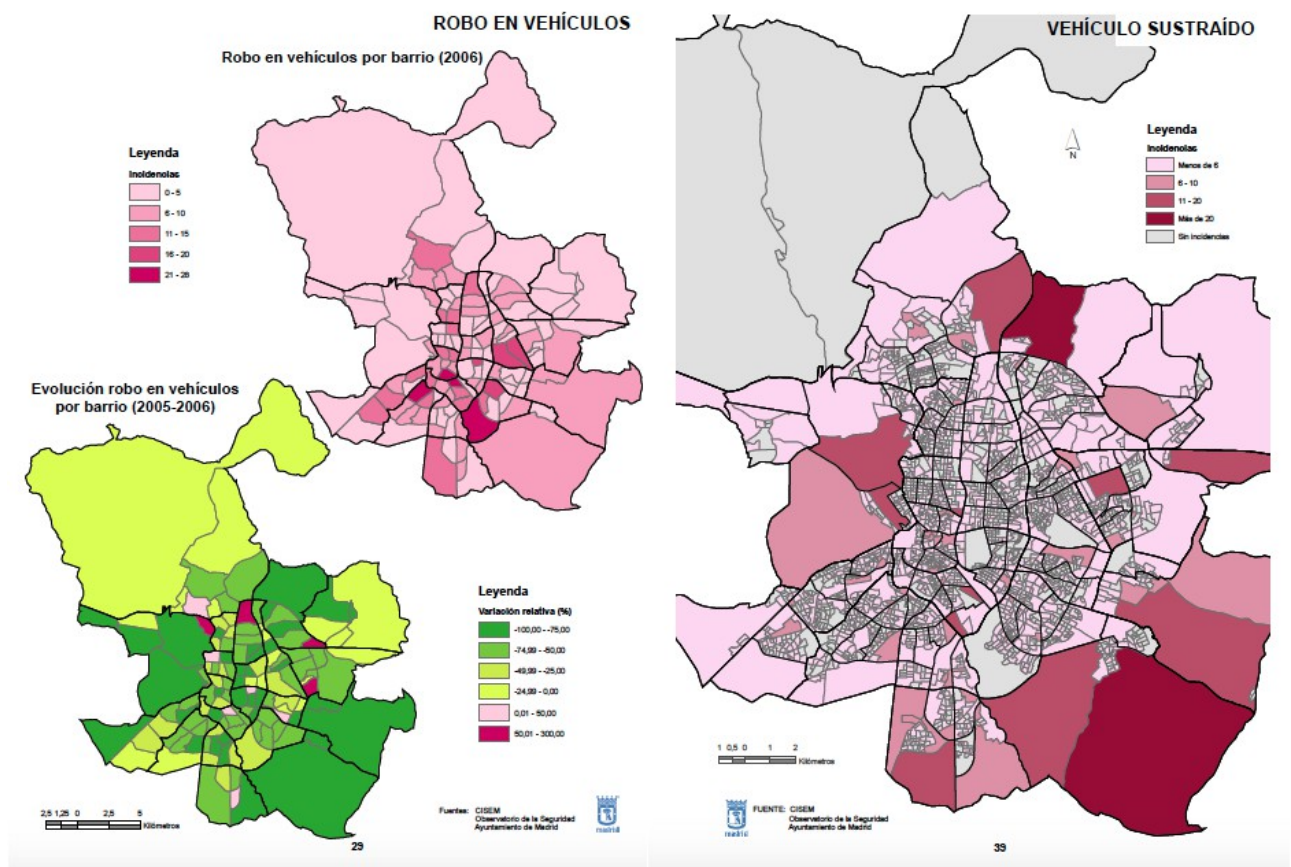 ROBO EN VEHÍCULOS
Robo en vehículos por barrio (2006)
Leyenda
Incidencias
0 - 5
6 - 10
11 - 15
16 - 20
21 - 28
Evolución robo en vehículos
por barrio (2005-2006)
Leyenda
Variación relativa (%)
-100,00 - -75,00
-74,99 - -50,00
-49,99 - -25,00
-24,99 - 0,00
0,01 - 50,00
50,01 - 300,00
2,5 1,25 0 2,5 5
Kilómetros
Fuentes: CISEM
Observatorio de la Seguridad
Ayuntamiento de Madrid
madrid
29
VEHÍCULO SUSTRAÍDO
N
Leyenda
Incidencias
Menos de 6
6 - 10
11 - 20
Más de 20
Sin incidencias
1 0,5 0 1 2
Kilómetros
madrid
FUENTE: CISEM
Observatorio de la Seguridad
Ayuntamiento de Madrid
39